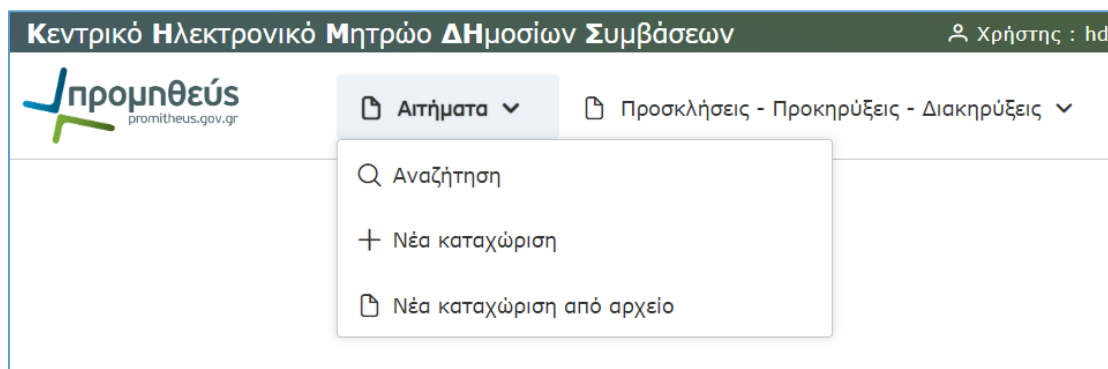 Κεντρικό Ηλεκτρονικό Μητρώο ΔΗμοσίων Συμβάσεων Χρήστης : hd
προμηθεύς
promitheus.gov.gr
Αιτήματα Προσκλήσεις - Προκηρύξεις - Διακηρύξεις
Αναζήτηση
Νέα καταχώριση
Νέα καταχώριση από αρχείο